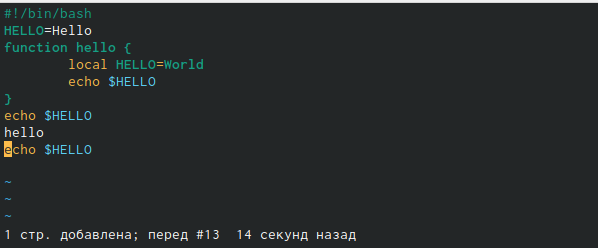 #!/bin/bash
HELLO=Hello
function hello {
        local HELLO=World
        echo $HELLO
}
echo $HELLO
hello
echo $HELLO
~
~
~
1 стр. добавлена; перед #13  14 секунд назад